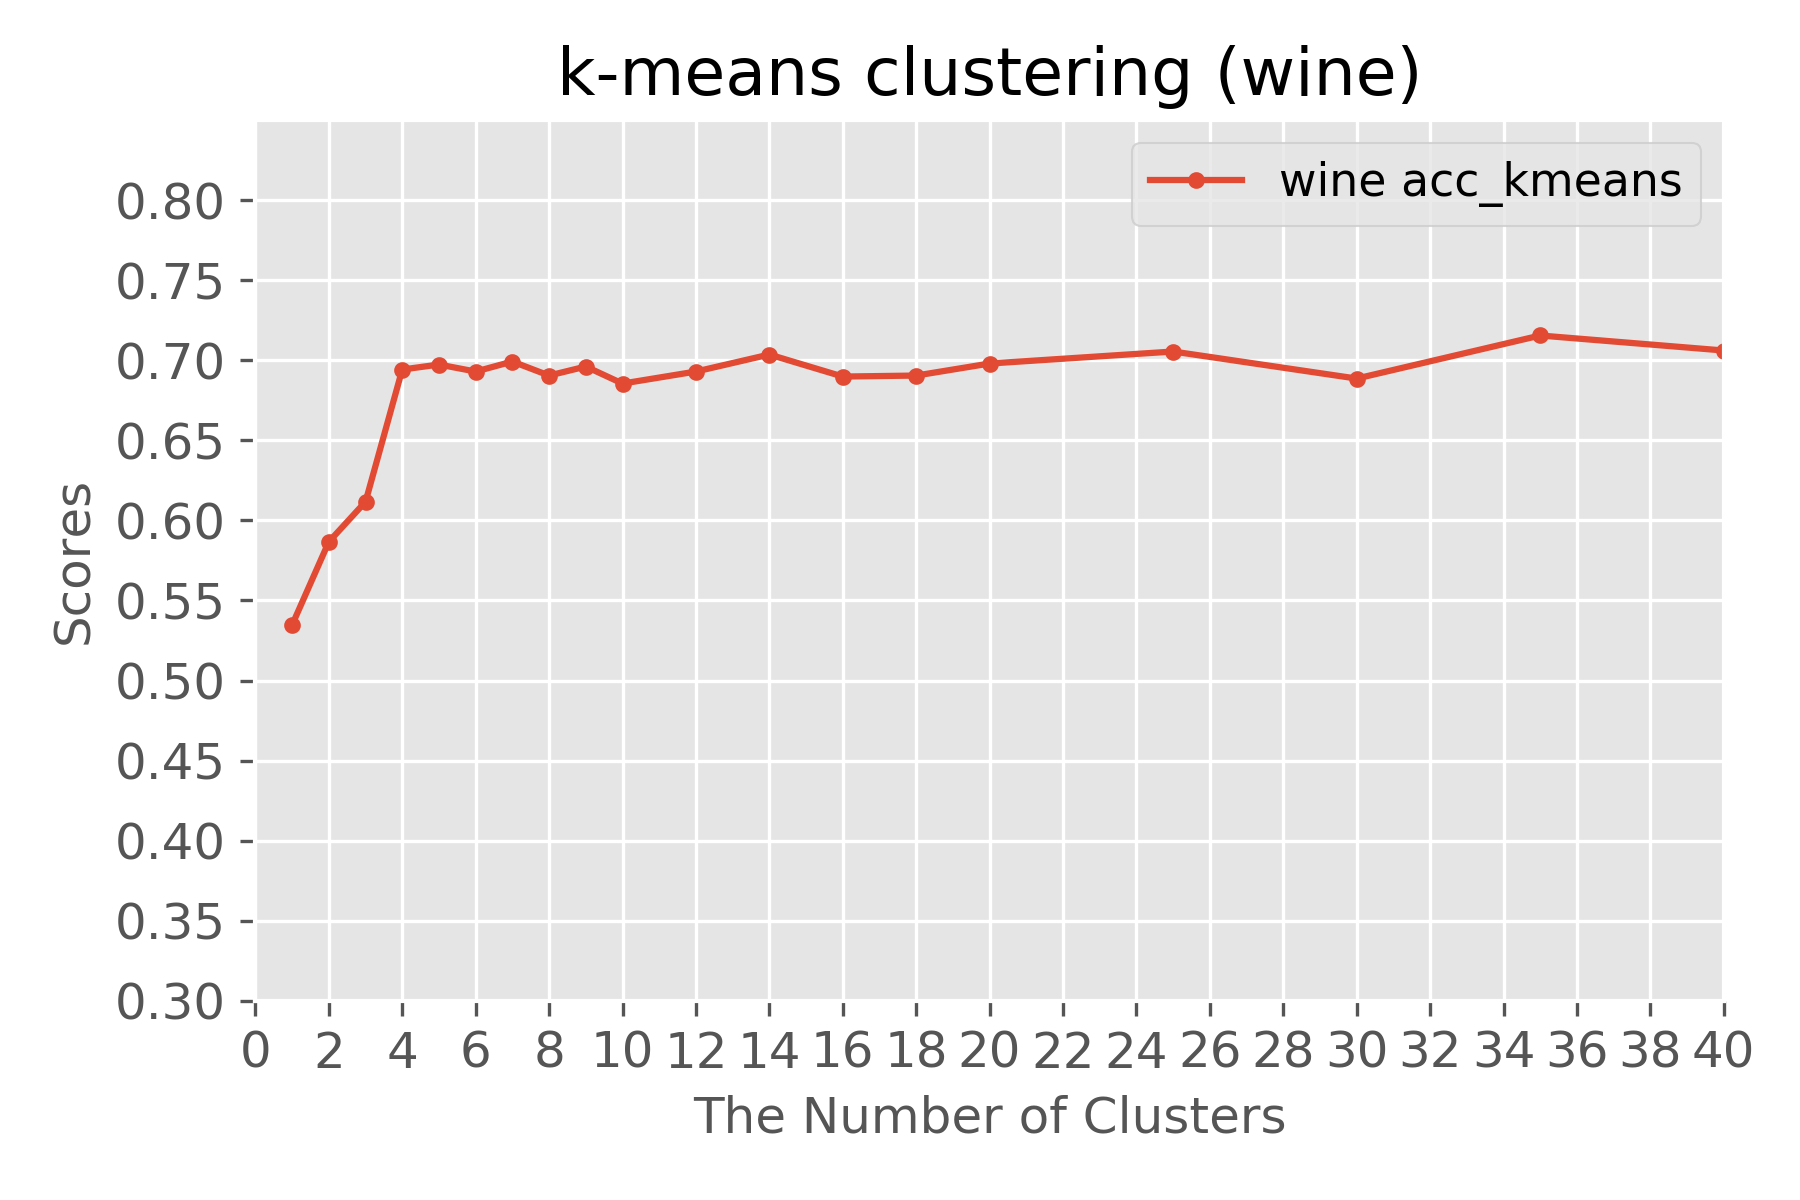 k-means clustering (wine)
wine acc_kmeans
0.80
0.75
0.70
0.65
0.60
0.55
0.50
0.45
0.40
0.35
0.30
Scores
0 2 4 6 8 10 12 14 16 18 20 22 24 26 28 30 32 34 36 38 40
The Number of Clusters